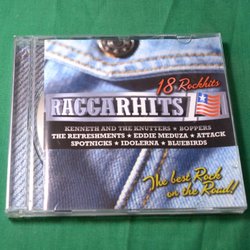 18 Rockhits
RAGGARHITS
KENNETH AND THE KNUTTERS ★ BOPPERS
THE REFRESHMENTS ★ EDDIE MEDUZA ★ ATTACK
SPOTNICKS ★ IDOLERNA ★ BLUEBIRDS
The best Rock
on the Road!